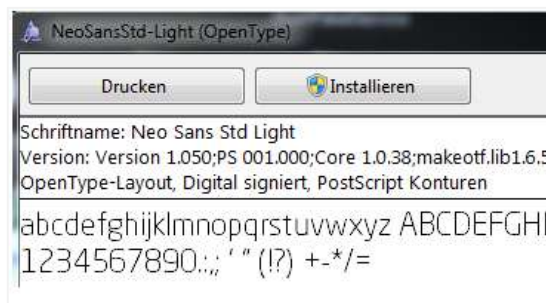 NeoSansStd-Light (OpenType)
Drucken
Installieren
Schriftname: Neo Sans Std Light
Version: Version 1.050;PS 001.000;Core 1.0.38;makeotf.lib1.6.5
OpenType-Layout, Digital signiert, PostScript Konturen
abcdefghijklmnopqrstuvwxyz ABCDEFGHI
1234567890.:,; ‘ “ (!?) +-*/=